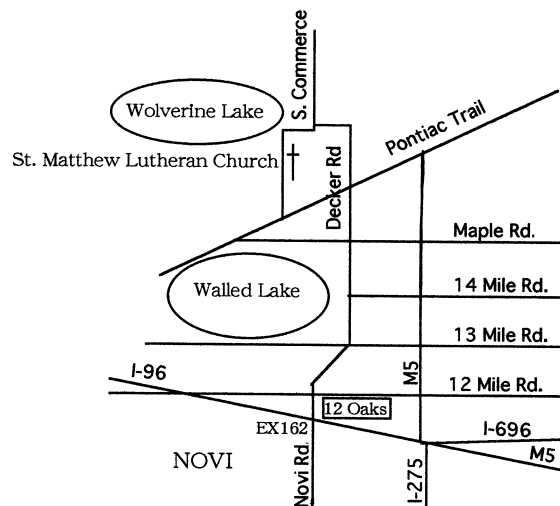 S. Commerce
Wolverine Lake
Pontiac Trail
St. Matthew Lutheran Church
Decker Rd
Maple Rd.
Walled Lake
14 Mile Rd.
13 Mile Rd.
M5
I-96
12 Mile Rd.
12 Oaks
EX162
I-696
NOVI
Novi Rd.
I-275
M5